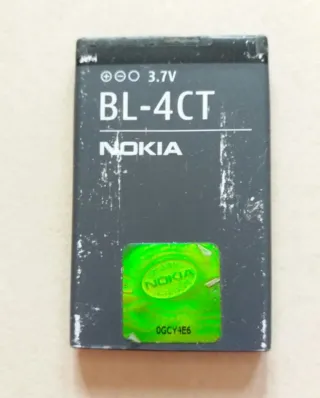 ⊕⊖○ 3.7V
BL-4CT
NOKIA
NOKIA
0GCY4E6